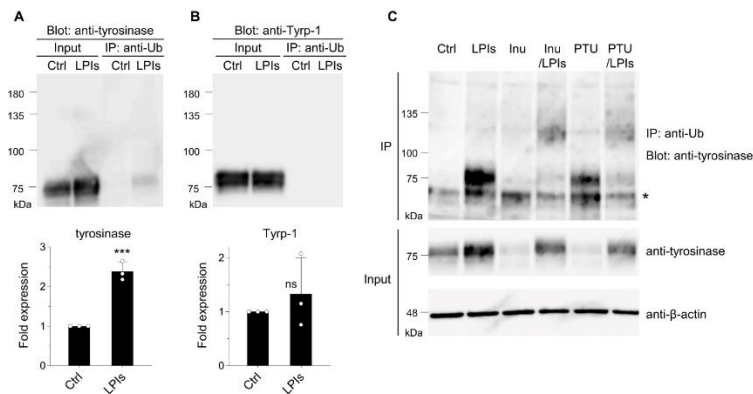 A
Blot: anti-tyrosinase
Input IP: anti-Ub
Ctrl LPIs Ctrl LPIs
180
135
100
75
kDa
tyrosinase
Fold expression
3
2
1
0
***
Ctrl
LPIs
B
Blot: anti-Tyrp-1
Input IP: anti-Ub
Ctrl LPIs Ctrl LPIs
180
135
100
75
kDa
Tyrp-1
Fold expression
3
2
1
0
ns
Ctrl
LPIs
C
Ctrl LPIs Inu Inu /LPIs PTU PTU /LPIs
IP
135
100
75
kDa
IP: anti-Ub
Blot: anti-tyrosinase
*
Input
75
anti-tyrosinase
48
kDa
anti-β-actin